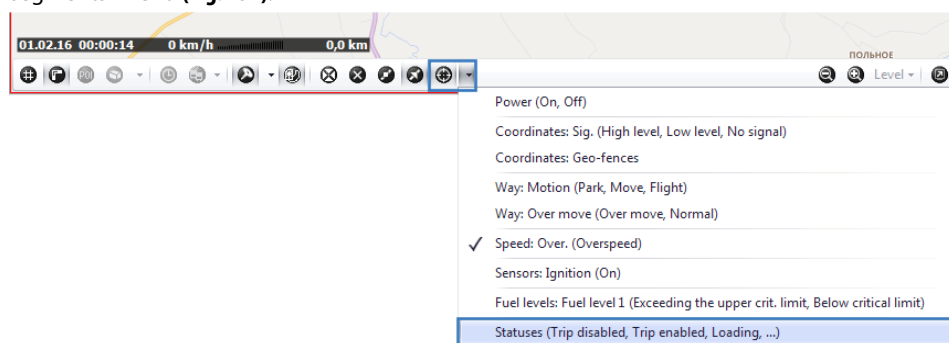 01.02.16 00:00:14 0 km/h 0,0 km
ПОЛЬНОЕ
POI Level
Power (On, Off)
Coordinates: Sig. (High level, Low level, No signal)
Coordinates: Geo-fences
Way: Motion (Park, Move, Flight)
Way: Over move (Over move, Normal)
Speed: Over. (Overspeed)
Sensors: Ignition (On)
Fuel levels: Fuel level 1 (Exceeding the upper crit. limit, Below critical limit)
Statuses (Trip disabled, Trip enabled, Loading, ...)